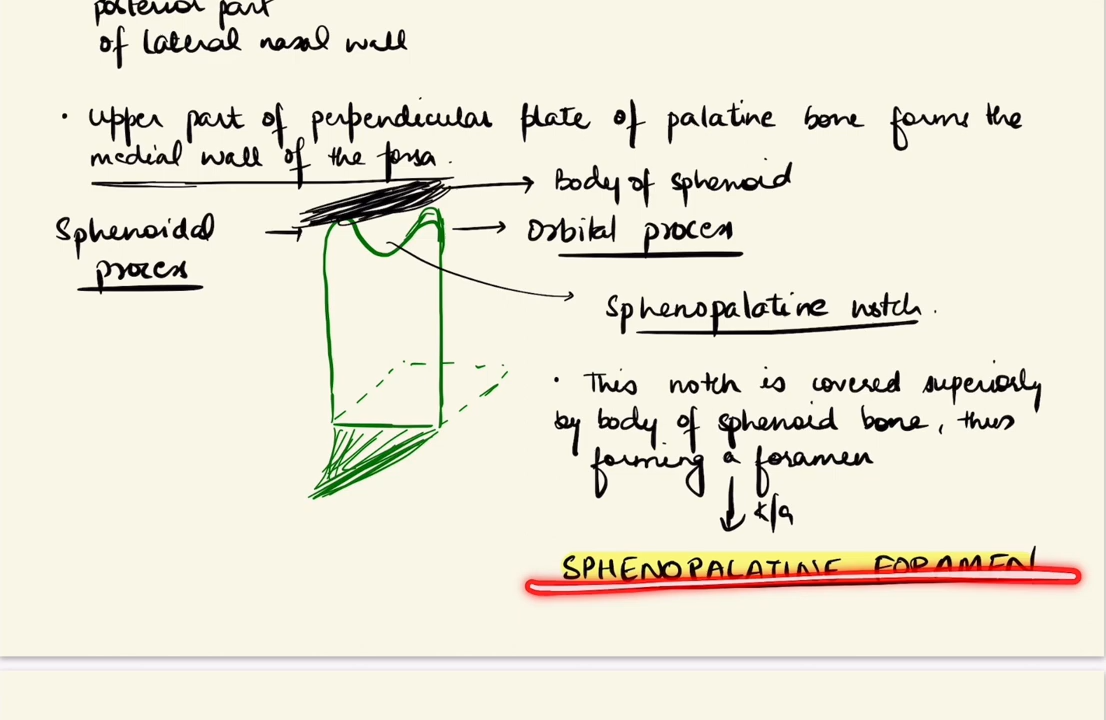 posterior part
of Lateral nasal wall
• Upper part of perpendicular plate of palatine bone forms the
medial wall of the fossa.
→ Body of sphenoid
Sphenoidal → → Orbital process
process
Sphenopalatine notch.
• This notch is covered superiorly
by body of sphenoid bone, thus
forming a foramen
↓ k/a
SPHENOPALATINE FORAMEN